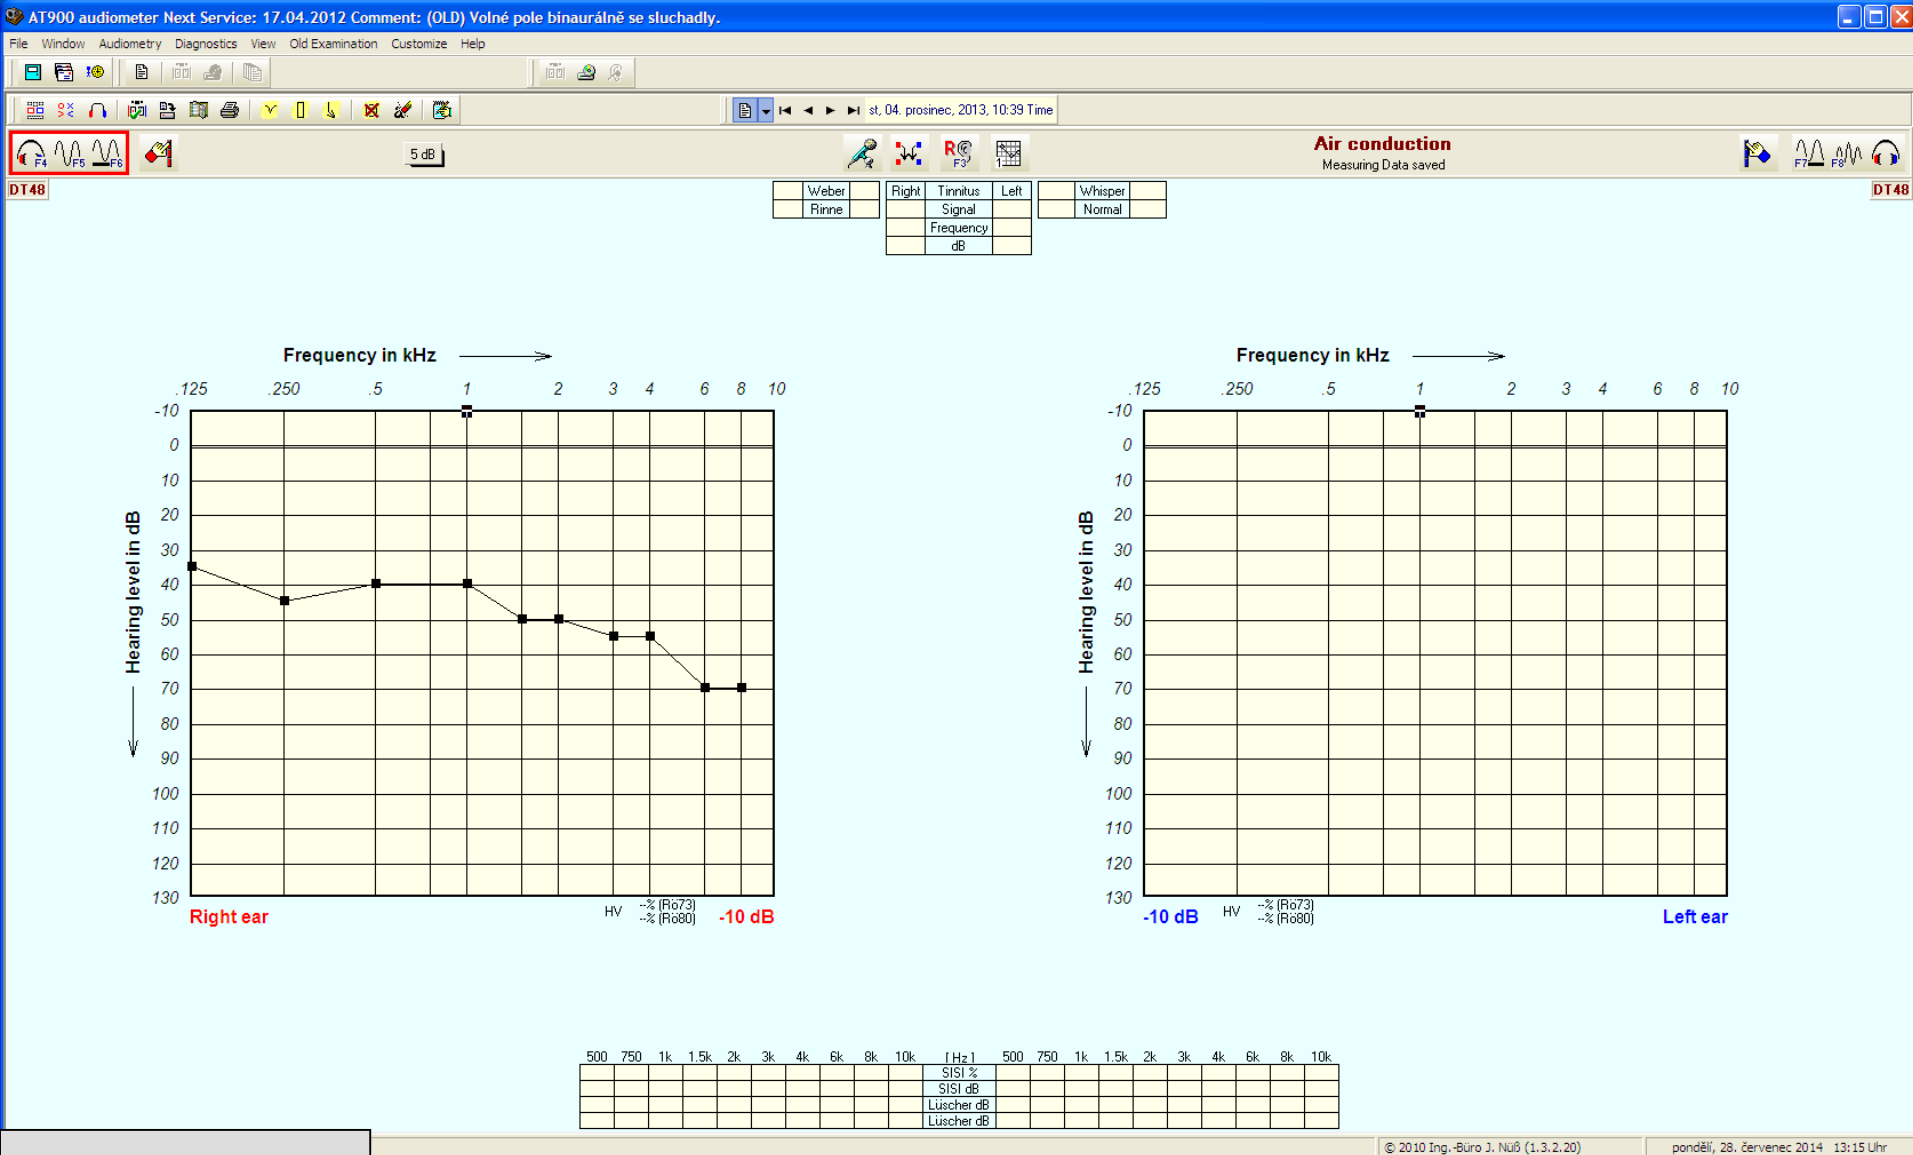 AT900 audiometer Next Service: 17.04.2012 Comment: (OLD) Volné pole binaurálně se sluchadly.
File Window Audiometry Diagnostics View Old Examination Customize Help
st, 04. prosinec, 2013, 10:39 Time
F4 F5 F6
5 dB
R F3
1
Air conduction
Measuring Data saved
F7 F8
DT48
DT48
Weber
Rinne
Right Tinnitus Left
Signal
Frequency
dB
Whisper
Normal
Frequency in kHz
.125 .250 .5 1 2 3 4 6 8 10
-10
0
10
20
30
40
50
60
70
80
90
100
110
120
130
Hearing level in dB
Right ear
HV --% (Rö73)
--% (Rö80)
-10 dB
Frequency in kHz
.125 .250 .5 1 2 3 4 6 8 10
-10
0
10
20
30
40
50
60
70
80
90
100
110
120
130
Hearing level in dB
-10 dB
HV --% (Rö73)
--% (Rö80)
Left ear
500 750 1k 1.5k 2k 3k 4k 6k 8k 10k [Hz] 500 750 1k 1.5k 2k 3k 4k 6k 8k 10k
SISI %
SISI dB
Lüscher dB
Lüscher dB
© 2010 Ing.-Büro J. Nüß (1.3.2.20)
pondělí, 28. červenec 2014 13:15 Uhr